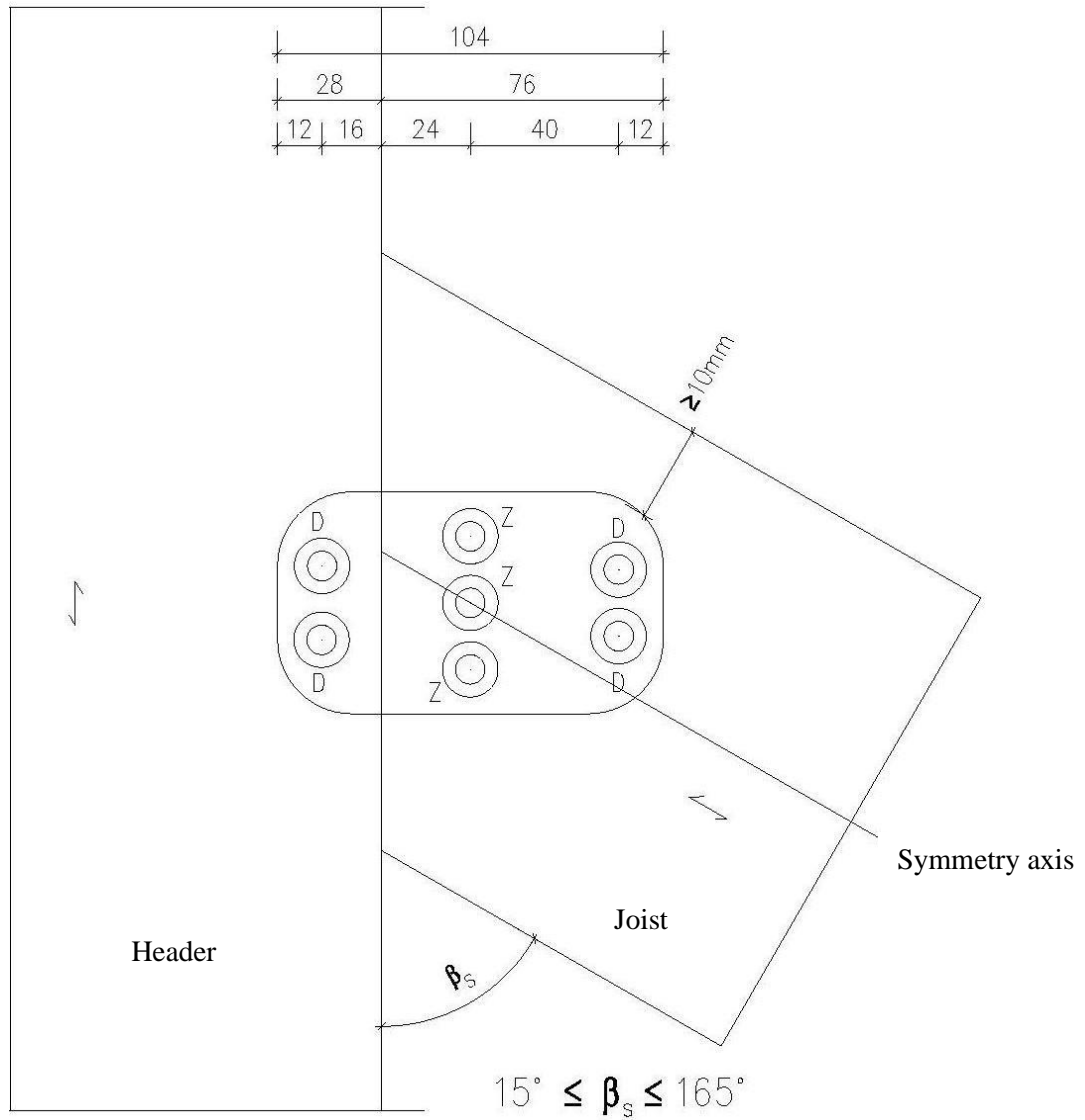 104
28 76
12 16 24 40 12
≥10mm
D Z D
Z
D Z D
Symmetry axis
Joist
Header
βs
15° ≤ βs ≤ 165°